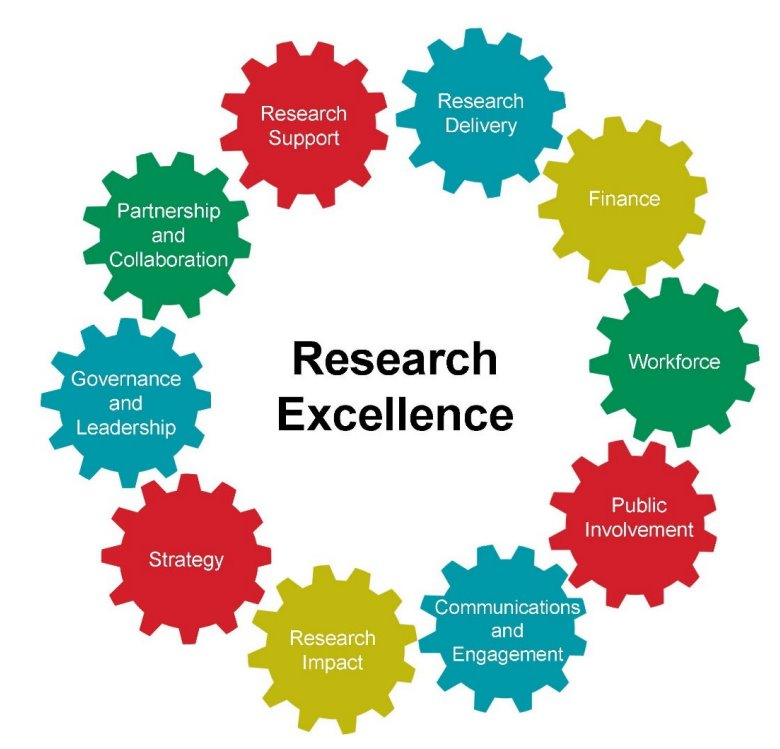 Research
Support
Research
Delivery
Finance
Workforce
Public
Involvement
Communications
and
Engagement
Research
Impact
Strategy
Governance
and
Leadership
Partnership
and
Collaboration
Research
Excellence